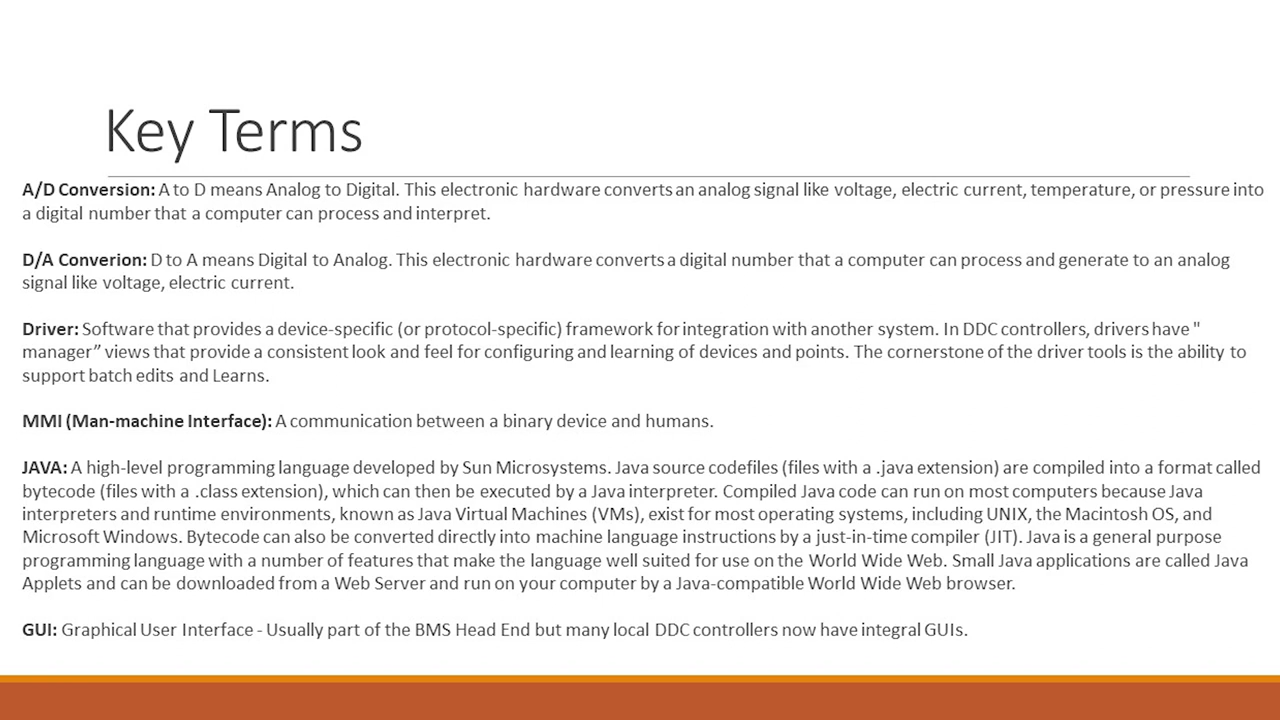 Key Terms
A/D Conversion: A to D means Analog to Digital. This electronic hardware converts an analog signal like voltage, electric current, temperature, or pressure into
a digital number that a computer can process and interpret.
D/A Converion: D to A means Digital to Analog. This electronic hardware converts a digital number that a computer can process and generate to an analog
signal like voltage, electric current.
Driver: Software that provides a device-specific (or protocol-specific) framework for integration with another system. In DDC controllers, drivers have "
manager” views that provide a consistent look and feel for configuring and learning of devices and points. The cornerstone of the driver tools is the ability to
support batch edits and Learns.
MMI (Man-machine Interface): A communication between a binary device and humans.
JAVA: A high-level programming language developed by Sun Microsystems. Java source codefiles (files with a .java extension) are compiled into a format called
bytecode (files with a .class extension), which can then be executed by a Java interpreter. Compiled Java code can run on most computers because Java
interpreters and runtime environments, known as Java Virtual Machines (VMs), exist for most operating systems, including UNIX, the Macintosh OS, and
Microsoft Windows. Bytecode can also be converted directly into machine language instructions by a just-in-time compiler (JIT). Java is a general purpose
programming language with a number of features that make the language well suited for use on the World Wide Web. Small Java applications are called Java
Applets and can be downloaded from a Web Server and run on your computer by a Java-compatible World Wide Web browser.
GUI: Graphical User Interface - Usually part of the BMS Head End but many local DDC controllers now have integral GUIs.